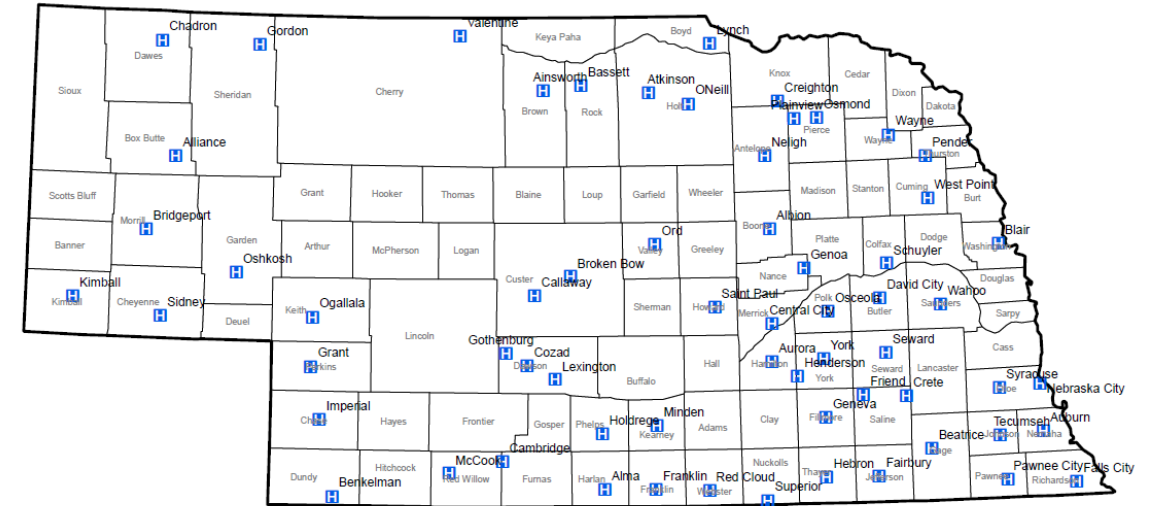 Valentine
Chadron
Gordon
Keya Paha
Boyd
Lynch
Dawes
Sioux
Sheridan
Cherry
Ainsworth
Bassett
Atkinson
ONeill
Holt
Brown
Rock
Knox
Cedar
Creighton
Dixon
Dakota
Plainview
Osmond
Pierce
Wayne
Wayne
Box Butte
Alliance
Antelope
Neligh
Pender
Thurston
Scotts Bluff
Grant
Hooker
Thomas
Blaine
Loup
Garfield
Wheeler
Madison
Stanton
Cuming
West Point
Burt
Morrill
Bridgeport
Boone
Albion
Banner
Garden
Arthur
McPherson
Logan
Ord
Valley
Greeley
Platte
Colfax
Dodge
Washington
Blair
Oshkosh
Genoa
Schuyler
Kimball
Kimball
Cheyenne
Sidney
Custer
Broken Bow
Callaway
Nance
Douglas
Deuel
Keith
Ogallala
Sherman
Howard
Saint Paul
Merrick
Central City
Polk
Osceola
David City
Butler
Wahoo
Saunders
Sarpy
Lincoln
Gothenburg
Cozad
Dawson
Lexington
Buffalo
Hall
Aurora
Hamilton
York
Henderson
York
Seward
Seward
Lancaster
Cass
Grant
Perkins
Friend
Crete
Syracuse
Otoe
Nebraska City
Imperial
Chase
Hayes
Frontier
Gosper
Phelps
Holdrege
Minden
Kearney
Adams
Clay
Geneva
Fillmore
Saline
Tecumseh
Johnson
Auburn
Nemaha
Beatrice
Gage
Cambridge
McCook
Red Willow
Dundy
Hitchcock
Benkelman
Furnas
Harlan
Alma
Franklin
Franklin
Red Cloud
Webster
Nuckolls
Superior
Thayer
Hebron
Fairbury
Jefferson
Pawnee
Pawnee City
Falls City
Richardson